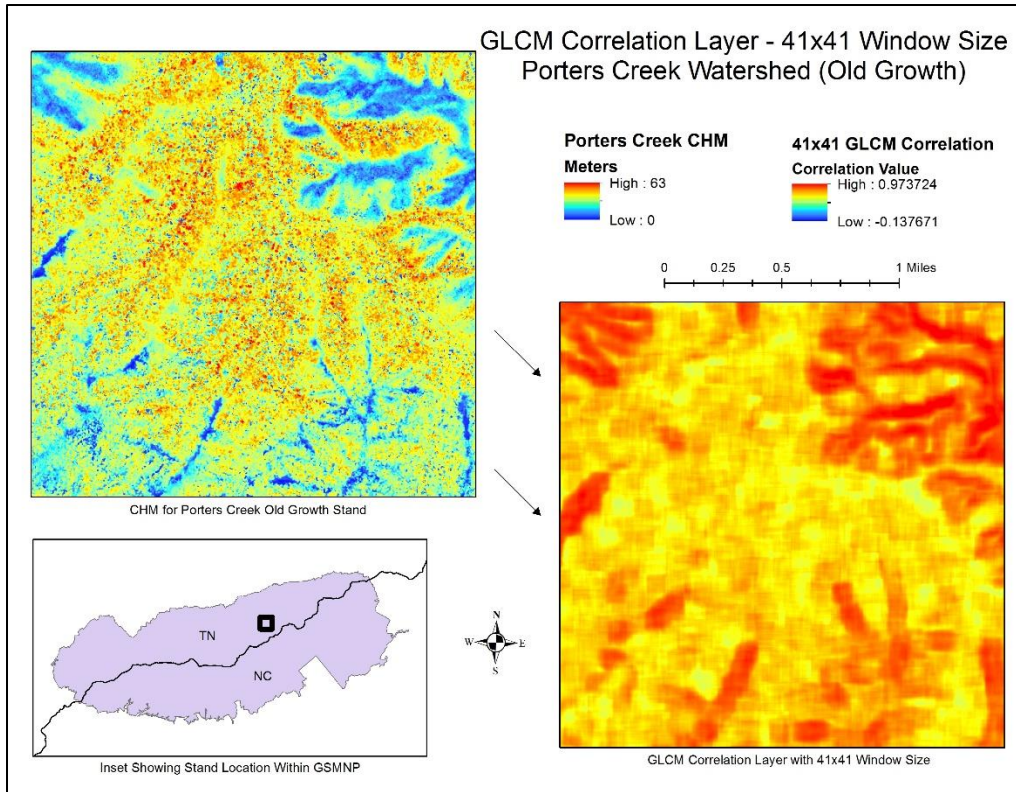 GLCM Correlation Layer - 41x41 Window Size
Porters Creek Watershed (Old Growth)
Porters Creek CHM
Meters
High : 63
Low : 0
41x41 GLCM Correlation
Correlation Value
High : 0.973724
Low : -0.137671
0 0.25 0.5 1 Miles
CHM for Porters Creek Old Growth Stand
TN
NC
N
W E
S
Inset Showing Stand Location Within GSMNP
GLCM Correlation Layer with 41x41 Window Size